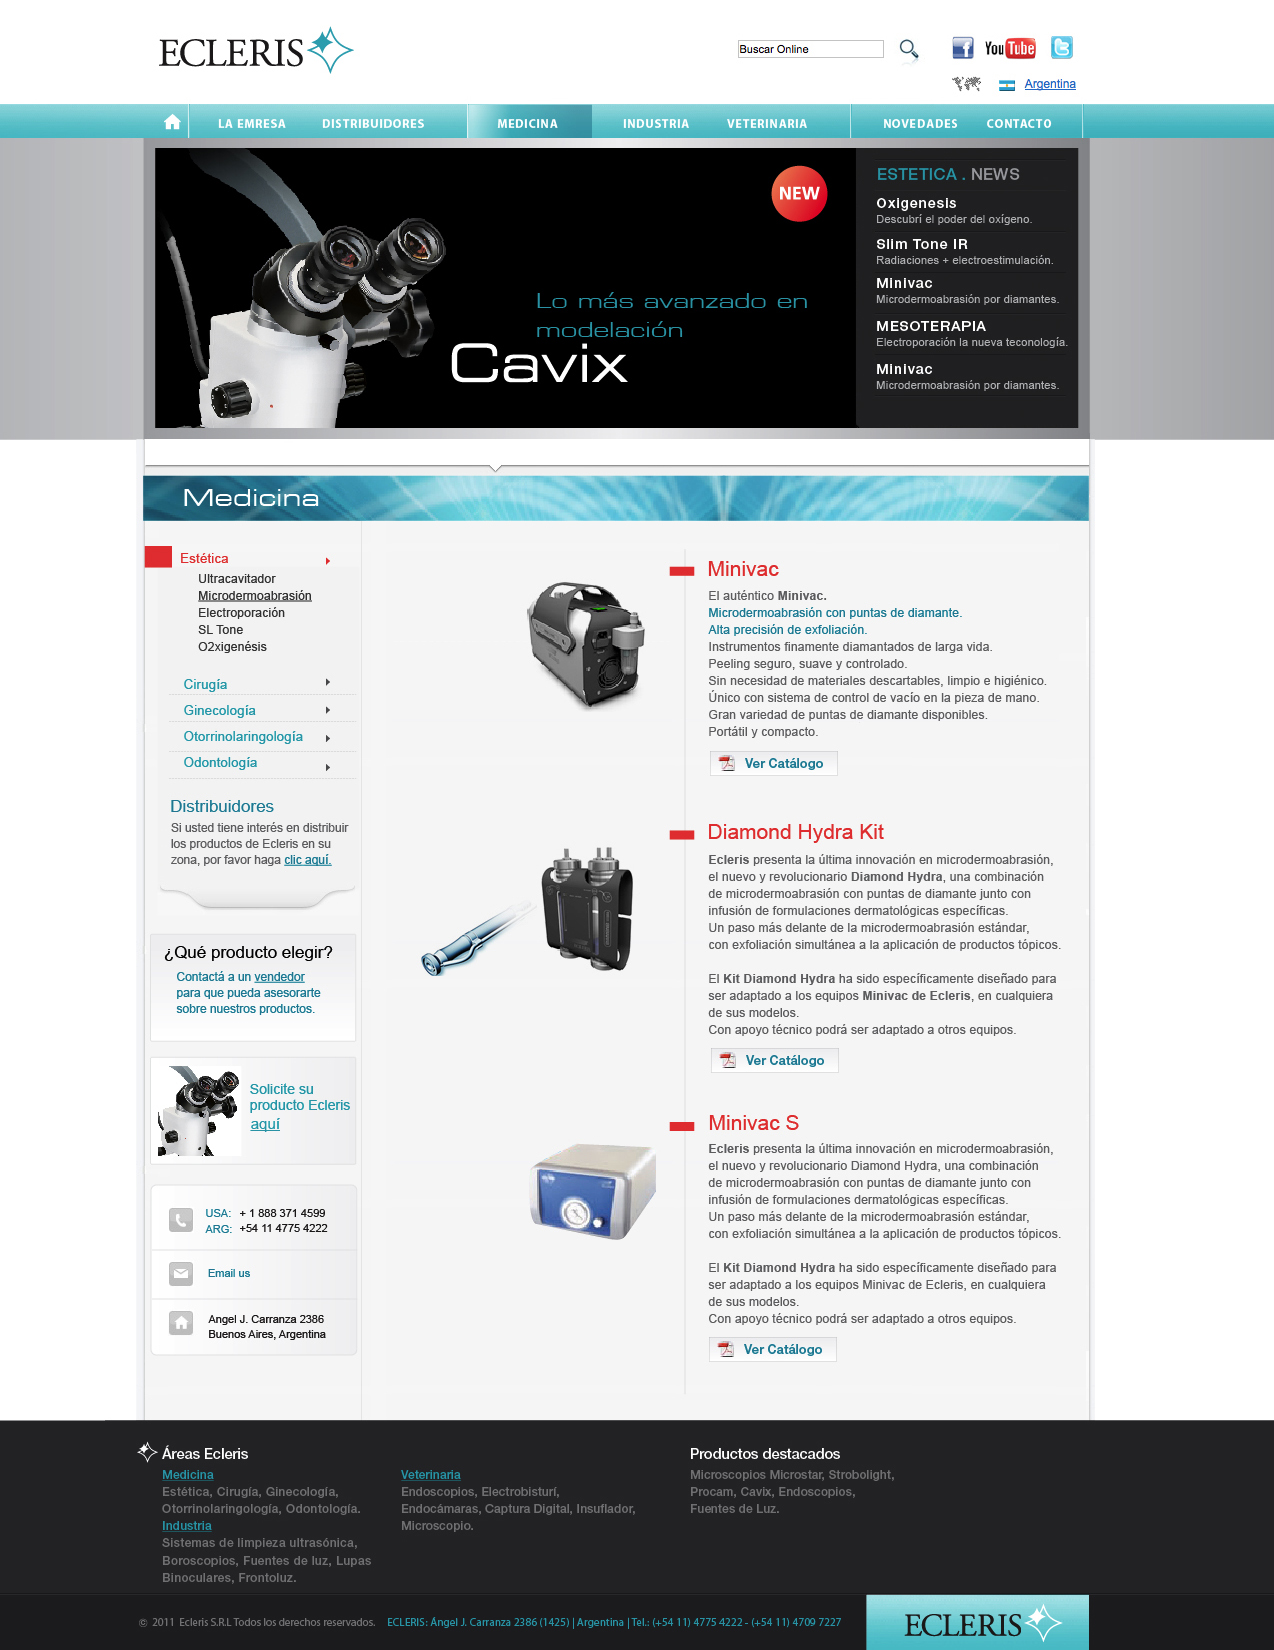 ECLERIS
Buscar Online
You Tube
Argentina
LA EMRESA
DISTRIBUIDORES
MEDICINA
INDUSTRIA
VETERINARIA
NOVEDADES
CONTACTO
NEW
Lo más avanzado en
modelación
Cavix
ESTETICA . NEWS
Oxigenesis
Descubrí el poder del oxígeno.
Slim Tone IR
Radiaciones + electroestimulación.
Minivac
Microdermoabrasión por diamantes.
MESOTERAPIA
Electroporación la nueva teconología.
Minivac
Microdermoabrasión por diamantes.
Medicina
Estética
Ultracavitador
Microdermoabrasión
Electroporación
SL Tone
O2xigenésis
Cirugía
Ginecología
Otorrinolaringología
Odontología
Distribuidores
Si usted tiene interés en distribuir
los productos de Ecleris en su
zona, por favor haga clic aquí.
¿Qué producto elegir?
Contactá a un vendedor
para que pueda asesorarte
sobre nuestros productos.
Solicite su
producto Ecleris
aquí
USA: + 1 888 371 4599
ARG: +54 11 4775 4222
Email us
Angel J. Carranza 2386
Buenos Aires, Argentina
Minivac
El auténtico Minivac.
Microdermoabrasión con puntas de diamante.
Alta precisión de exfoliación.
Instrumentos finamente diamantados de larga vida.
Peeling seguro, suave y controlado.
Sin necesidad de materiales descartables, limpio e higiénico.
Único con sistema de control de vacío en la pieza de mano.
Gran variedad de puntas de diamante disponibles.
Portátil y compacto.
Ver Catálogo
Diamond Hydra Kit
Ecleris presenta la última innovación en microdermoabrasión,
el nuevo y revolucionario Diamond Hydra, una combinación
de microdermoabrasión con puntas de diamante junto con
infusión de formulaciones dermatológicas específicas.
Un paso más delante de la microdermoabrasión estándar,
con exfoliación simultánea a la aplicación de productos tópicos.
El Kit Diamond Hydra ha sido específicamente diseñado para
ser adaptado a los equipos Minivac de Ecleris, en cualquiera
de sus modelos.
Con apoyo técnico podrá ser adaptado a otros equipos.
Ver Catálogo
Minivac S
Ecleris presenta la última innovación en microdermoabrasión,
el nuevo y revolucionario Diamond Hydra, una combinación
de microdermoabrasión con puntas de diamante junto con
infusión de formulaciones dermatológicas específicas.
Un paso más delante de la microdermoabrasión estándar,
con exfoliación simultánea a la aplicación de productos tópicos.
El Kit Diamond Hydra ha sido específicamente diseñado para
ser adaptado a los equipos Minivac de Ecleris, en cualquiera
de sus modelos.
Con apoyo técnico podrá ser adaptado a otros equipos.
Ver Catálogo
Áreas Ecleris
Medicina
Estética, Cirugía, Ginecología,
Otorrinolaringología, Odontología.
Industria
Sistemas de limpieza ultrasónica,
Boroscopios, Fuentes de luz, Lupas
Binoculares, Frontoluz.
Veterinaria
Endoscopios, Electrobisturí,
Endocámaras, Captura Digital, Insuflador,
Microscopio.
Productos destacados
Microscopios Microstar, Strobolight,
Procam, Cavix, Endoscopios,
Fuentes de Luz.
© 2011 Ecleris S.R.L Todos los derechos reservados. ECLERIS: Ángel J. Carranza 2386 (1425) | Argentina | Tel.: (+54 11) 4775 4222 - (+54 11) 4709 7227
ECLERIS